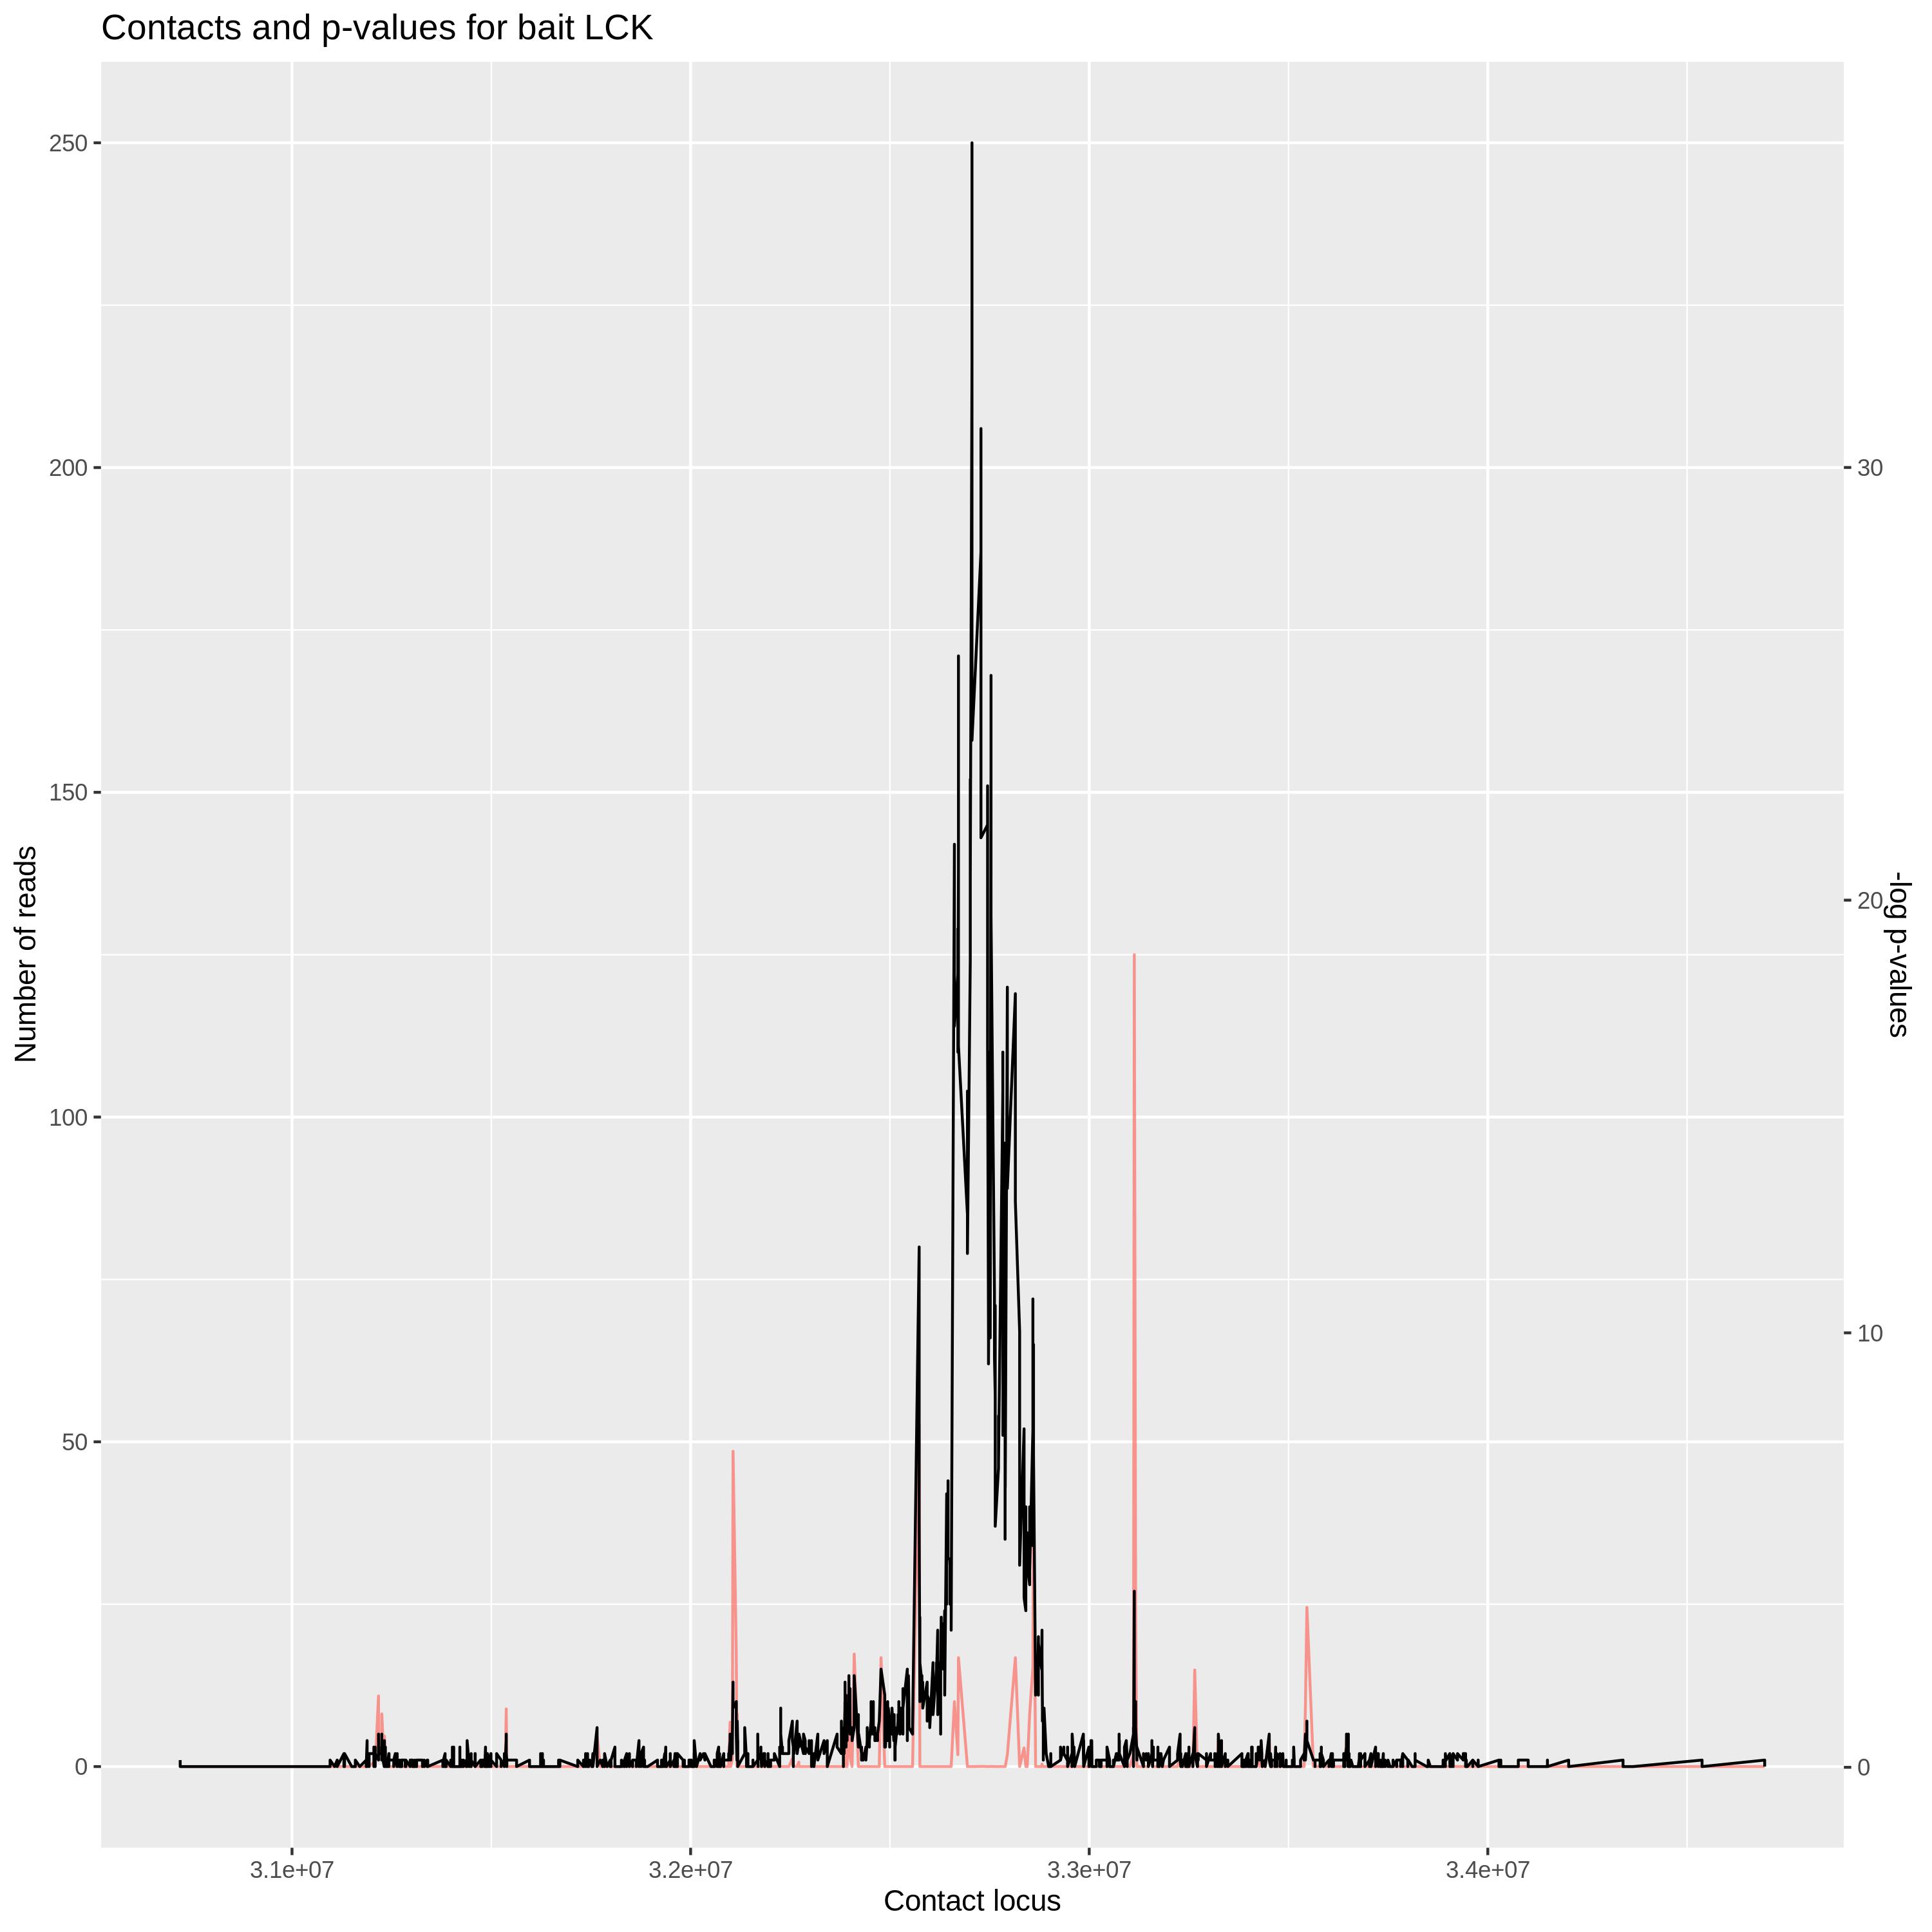 Contacts and p-values for bait LCK
Number of reads
250
200
150
100
50
0
30
20
10
0
-log p-values
3.1e+07
3.2e+07
3.3e+07
3.4e+07
Contact locus